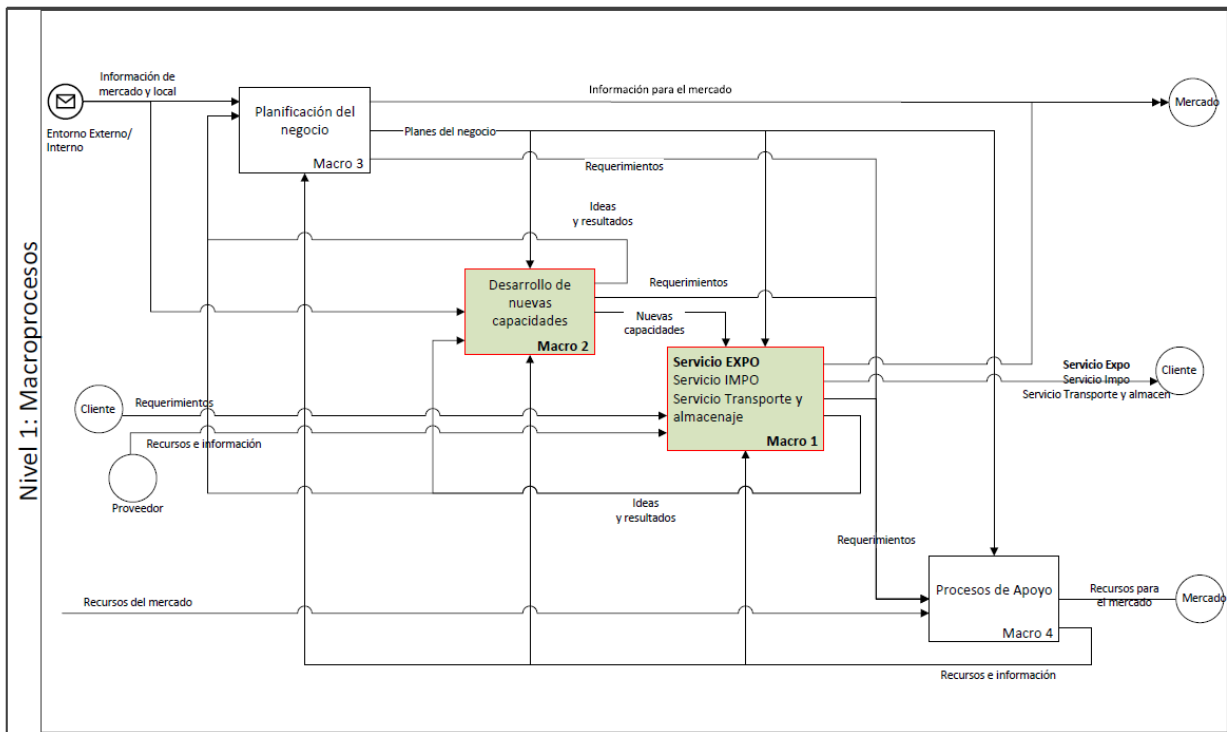 Nivel 1: Macroprocesos
Información de
mercado y local
Entorno Externo/
Interno
Planificación del
negocio
Macro 3
Información para el mercado
Mercado
Planes del negocio
Requerimientos
Ideas
y resultados
Desarrollo de
nuevas
capacidades
Macro 2
Requerimientos
Nuevas
capacidades
Servicio EXPO
Servicio IMPO
Servicio Transporte y
almacenaje
Macro 1
Servicio Expo
Servicio Impo
Servicio Transporte y almacen
Cliente
Cliente
Requerimientos
Recursos e información
Proveedor
Ideas
y resultados
Requerimientos
Procesos de Apoyo
Macro 4
Recursos para
el mercado
Mercado
Recursos del mercado
Recursos e información